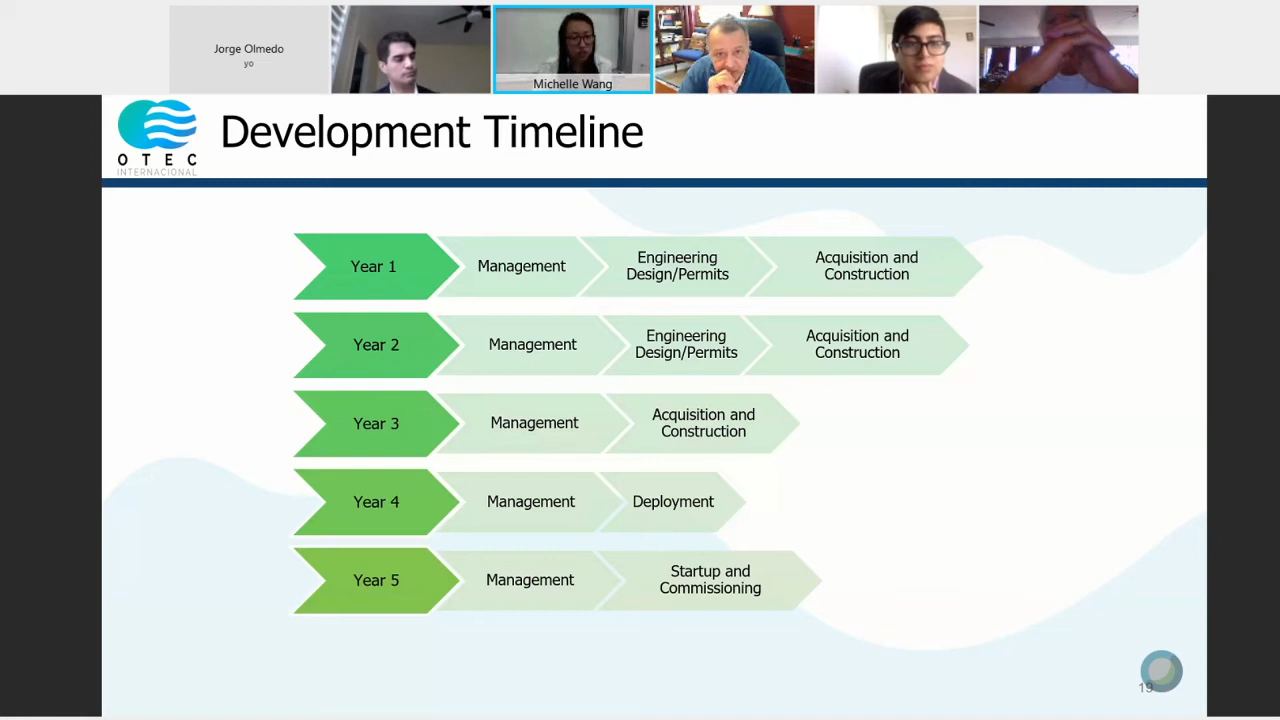 Jorge Olmedo
yo
Michelle Wang
OTEC
INTERNACIONAL
Development Timeline
Year 1
Management
Engineering
Design/Permits
Acquisition and
Construction
Year 2
Management
Engineering
Design/Permits
Acquisition and
Construction
Year 3
Management
Acquisition and
Construction
Year 4
Management
Deployment
Year 5
Management
Startup and
Commissioning
19